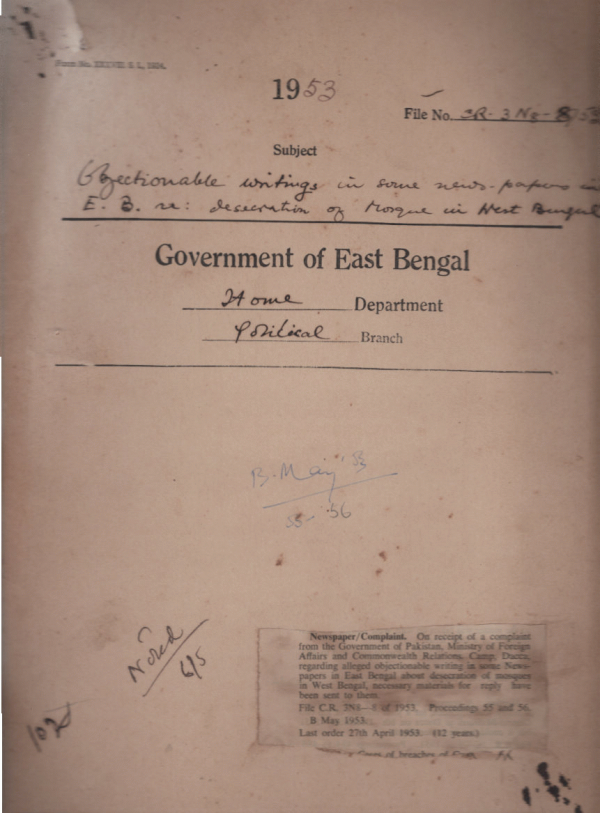 Form No. XXXVII S. L., 1924.
1953
File No. CR. 3N8-8/53
Subject
Objectionable writings in some news-papers in
E. B. re: desecration of Mosque in West Bengal
Government of East Bengal
Home Department
Political Branch
B. May '53
55-56
Noted
6/5
Newspaper/Complaint. On receipt of a complaint
from the Government of Pakistan, Ministry of Foreign
Affairs and Commonwealth Relations, Camp, Dacca,
regarding alleged objectionable writing in some News-
papers in East Bengal about desecration of mosques
in West Bengal, necessary materials for reply have
been sent to them.
File C.R. 3N8—8 of 1953. Proceedings 55 and 56.
B May 1953.
Last order 27th April 1953. (12 years.)
of breaches of